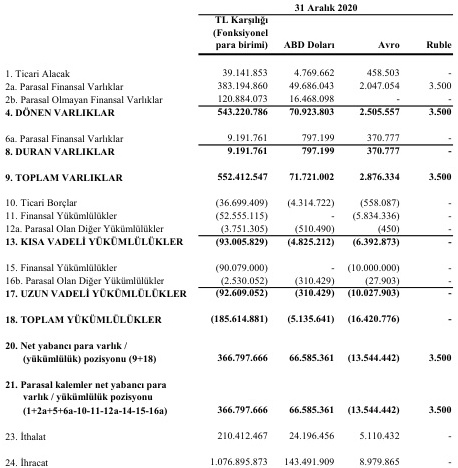 31 Aralık 2020
TL Karşılığı
(Fonksiyonel
para birimi) ABD Doları Avro Ruble
1. Ticari Alacak 39.141.853 4.769.662 458.503 -
2a. Parasal Finansal Varlıklar 383.194.860 49.686.043 2.047.054 3.500
2b. Parasal Olmayan Finansal Varlıklar 120.884.073 16.468.098 - -
4. DÖNEN VARLIKLAR 543.220.786 70.923.803 2.505.557 3.500
6a. Parasal Finansal Varlıklar 9.191.761 797.199 370.777 -
8. DURAN VARLIKLAR 9.191.761 797.199 370.777 -
9. TOPLAM VARLIKLAR 552.412.547 71.721.002 2.876.334 3.500
10. Ticari Borçlar (36.699.409) (4.314.722) (558.087) -
11. Finansal Yükümlülükler (52.555.115) - (5.834.336) -
12a. Parasal Olan Diğer Yükümlülükler (3.751.305) (510.490) (450) -
13. KISA VADELİ YÜKÜMLÜLÜKLER (93.005.829) (4.825.212) (6.392.873) -
15. Finansal Yükümlülükler (90.079.000) - (10.000.000) -
16b. Parasal Olan Diğer Yükümlülükler (2.530.052) (310.429) (27.903) -
17. UZUN VADELİ YÜKÜMLÜLÜKLER (92.609.052) (310.429) (10.027.903) -
18. TOPLAM YÜKÜMLÜLÜKLER (185.614.881) (5.135.641) (16.420.776) -
20. Net yabancı para varlık /
(yükümlülük) pozisyonu (9+18) 366.797.666 66.585.361 (13.544.442) 3.500
21. Parasal kalemler net yabancı para
varlık / yükümlülük pozisyonu
(1+2a+5+6a-10-11-12a-14-15-16a) 366.797.666 66.585.361 (13.544.442) 3.500
23. İthalat 210.412.467 24.196.456 5.110.432 -
24. İhracat 1.076.895.873 143.491.909 8.979.865 -